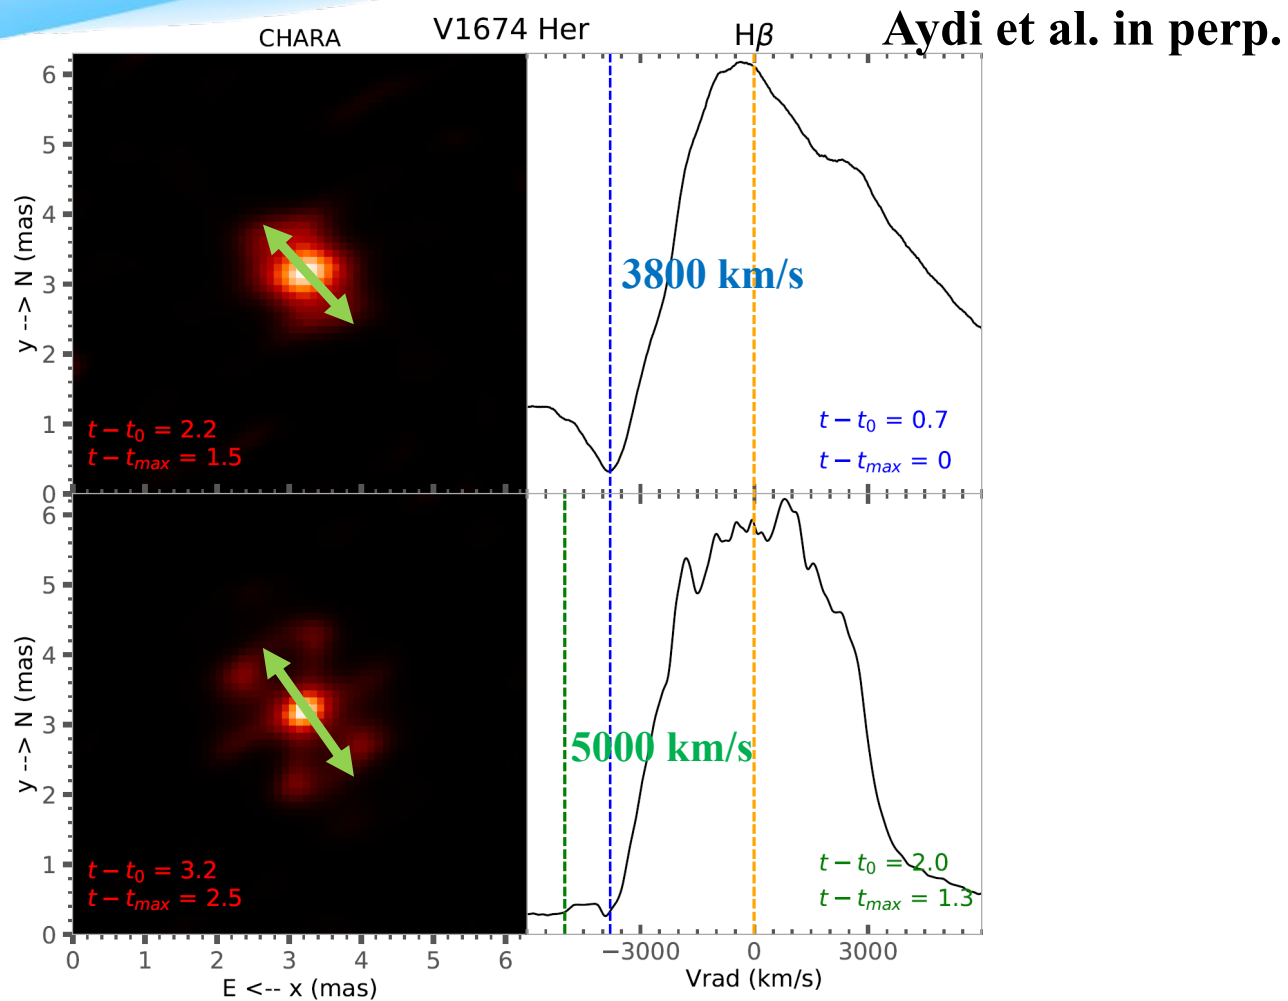 V1674 Her
Aydi et al. in perp.
CHARA
Hβ
6
5
4
3
2
1
0
y --> N (mas)
t − t0 = 2.2
t − tmax = 1.5
3800 km/s
t − t0 = 0.7
t − tmax = 0
6
5
4
3
2
1
0
y --> N (mas)
t − t0 = 3.2
t − tmax = 2.5
5000 km/s
t − t0 = 2.0
t − tmax = 1.3
0 1 2 3 4 5 6
E <-- x (mas)
−3000 0 3000
Vrad (km/s)